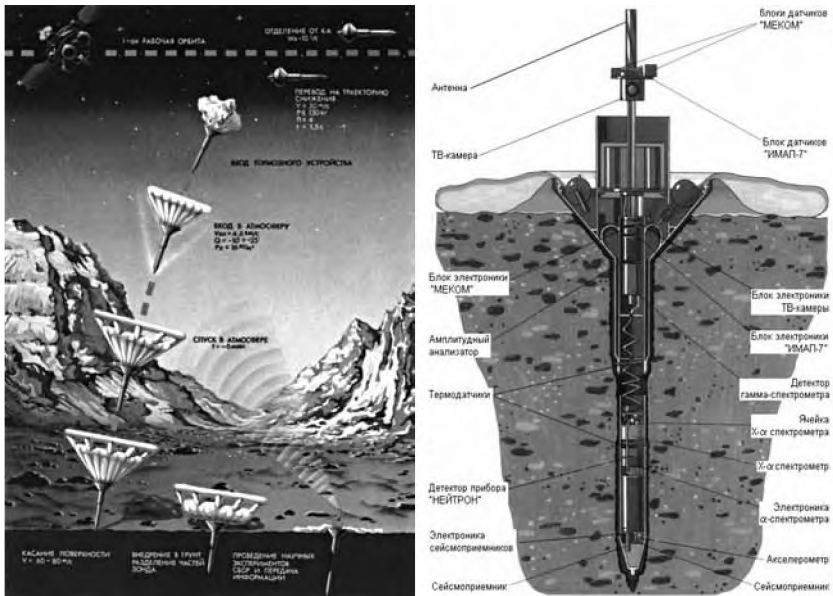 1-ая РАБОЧАЯ ОРБИТА
ОТДЕЛЕНИЕ ОТ К.А.
ПЕРЕВОД НА ТРАЕКТОРИЮ
СНИЖЕНИЯ
V = 30 м/с
ВВОД ТОРМОЗНОГО УСТРОЙСТВА
ВХОД В АТМОСФЕРУ
СПУСК В АТМОСФЕРЕ
КАСАНИЕ ПОВЕРХНОСТИ
V = 60-80 м/с
ВНЕДРЕНИЕ В ГРУНТ
РАЗДЕЛЕНИЕ ЧАСТЕЙ
ЗОНДА
ПРОВЕДЕНИЕ НАУЧНЫХ
ЭКСПЕРИМЕНТОВ
СБОР И ПЕРЕДАЧА
ИНФОРМАЦИИ
Антенна
ТВ-камера
блоки датчиков
"МЕКОМ"
Блок датчиков
"ИМАП-7"
Блок электроники
"МЕКОМ"
Амплитудный
анализатор
Термодатчики
Детектор прибора
"НЕЙТРОН"
Электроника
сейсмоприемников
Сейсмоприемник
Блок электроники
ТВ-камеры
Блок электроники
"ИМАП-7"
Детектор
гамма-спектрометра
Ячейка
Х-α спектрометра
Х-α спектрометр
Электроника
α-спектрометра
Акселерометр
Сейсмоприемник